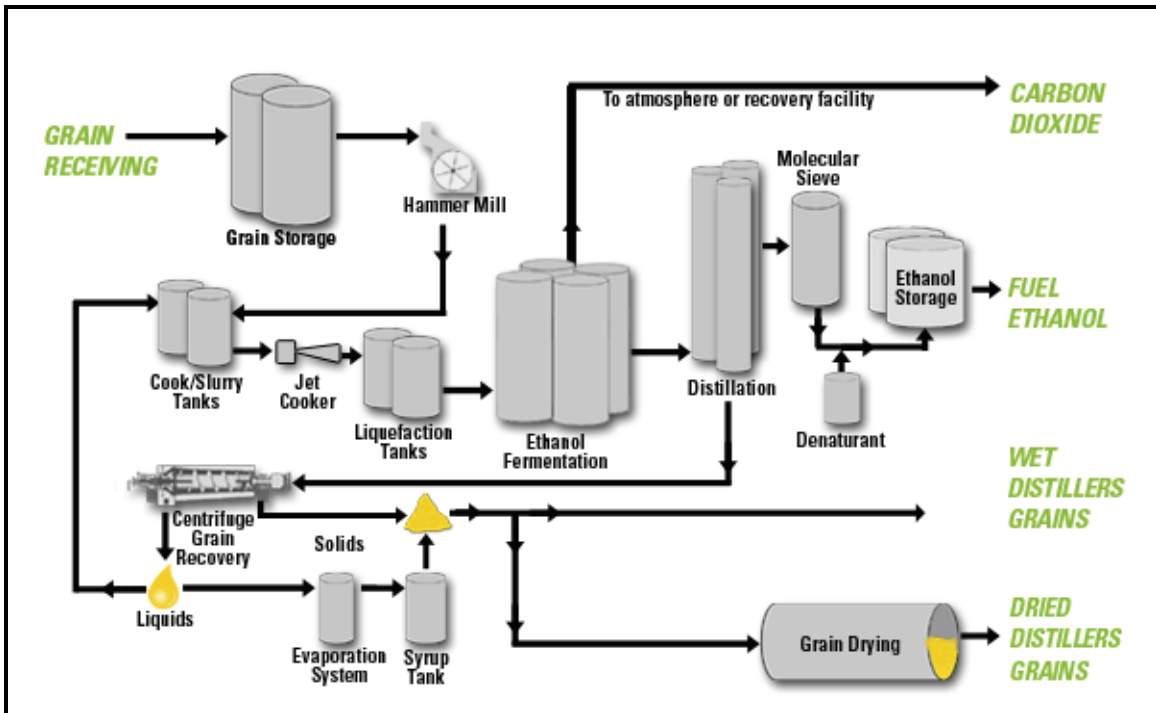 GRAIN
RECEIVING
Grain Storage
Hammer Mill
To atmosphere or recovery facility
CARBON
DIOXIDE
Molecular
Sieve
Ethanol
Storage
FUEL
ETHANOL
Cook/Slurry
Tanks
Jet
Cooker
Liquefaction
Tanks
Ethanol
Fermentation
Distillation
Denaturant
WET
DISTILLERS
GRAINS
Centrifuge
Grain
Recovery
Solids
Liquids
Evaporation
System
Syrup
Tank
Grain Drying
DRIED
DISTILLERS
GRAINS